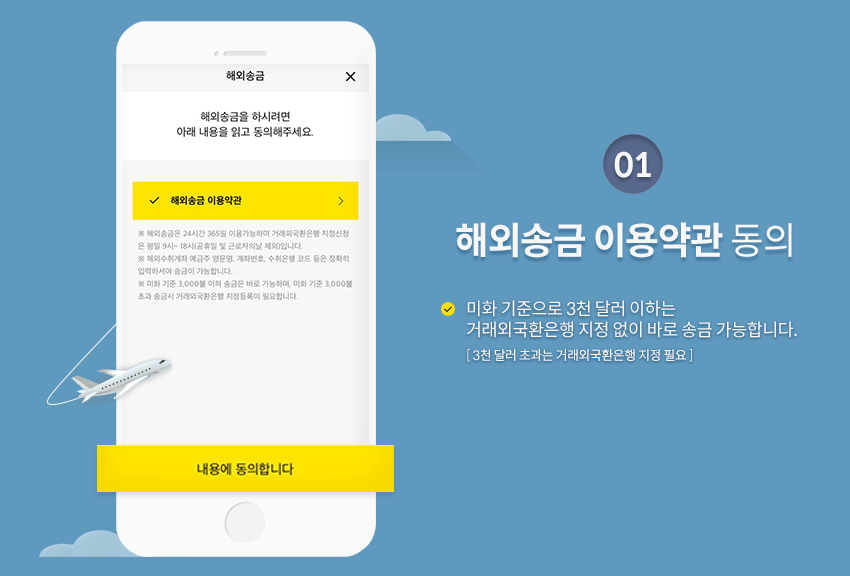 해외송금
해외송금을 하시려면
아래 내용을 읽고 동의해주세요.
해외송금 이용약관
※ 해외송금은 24시간 365일 이용가능하며 거래외국환은행 지정신청
은 평일 9시~ 18시(공휴일 및 근로자의날 제외)입니다.
※ 해외수취계좌 예금주 영문명, 계좌번호, 수취은행 코드 등은 정확히
입력하셔야 송금이 가능합니다.
※ 미화 기준 3,000불 이하 송금은 바로 가능하며, 미화 기준 3,000불
초과 송금시 거래외국환은행 지정등록이 필요합니다.
내용에 동의합니다
01
해외송금 이용약관 동의
미화 기준으로 3천 달러 이하는
거래외국환은행 지정 없이 바로 송금 가능합니다.
[ 3천 달러 초과는 거래외국환은행 지정 필요 ]